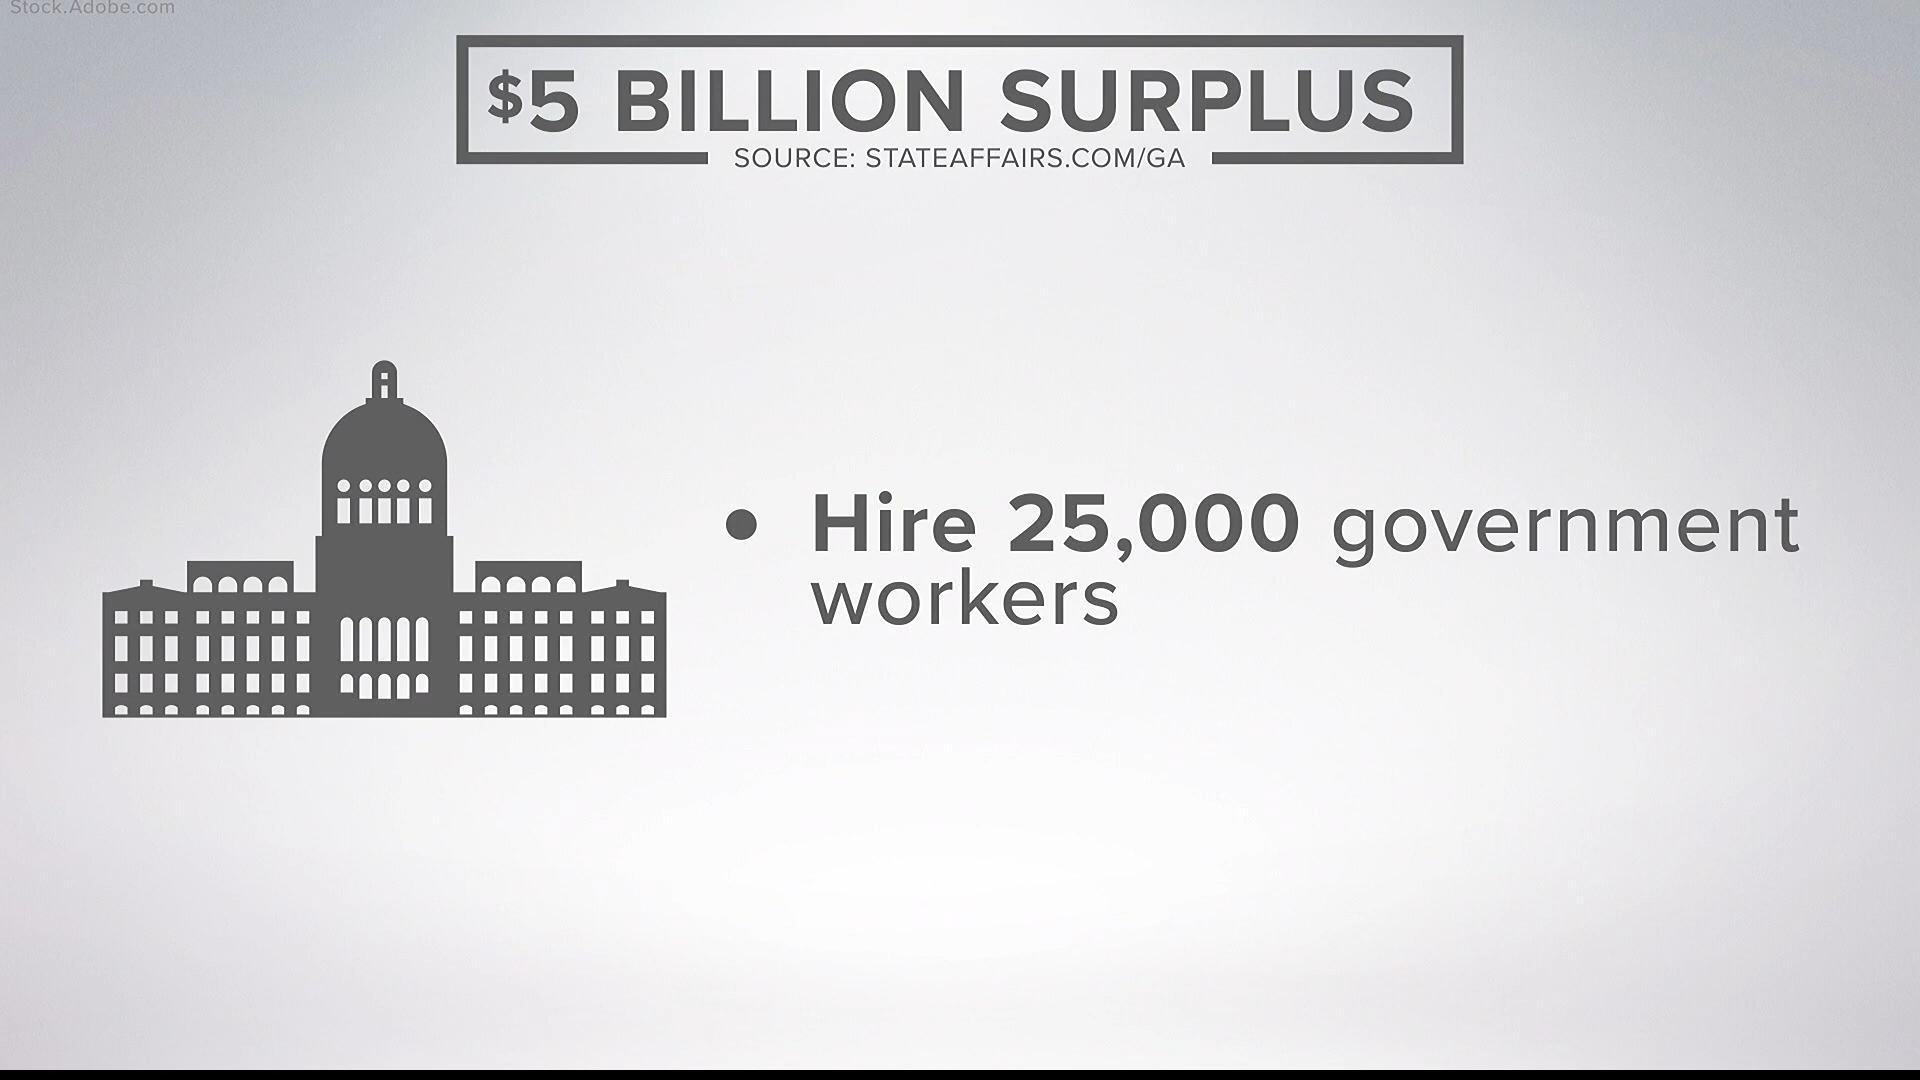 Stock.Adobe.com
$5 BILLION SURPLUS
SOURCE: STATEAFFAIRS.COM/GA
• Hire 25,000 government
workers